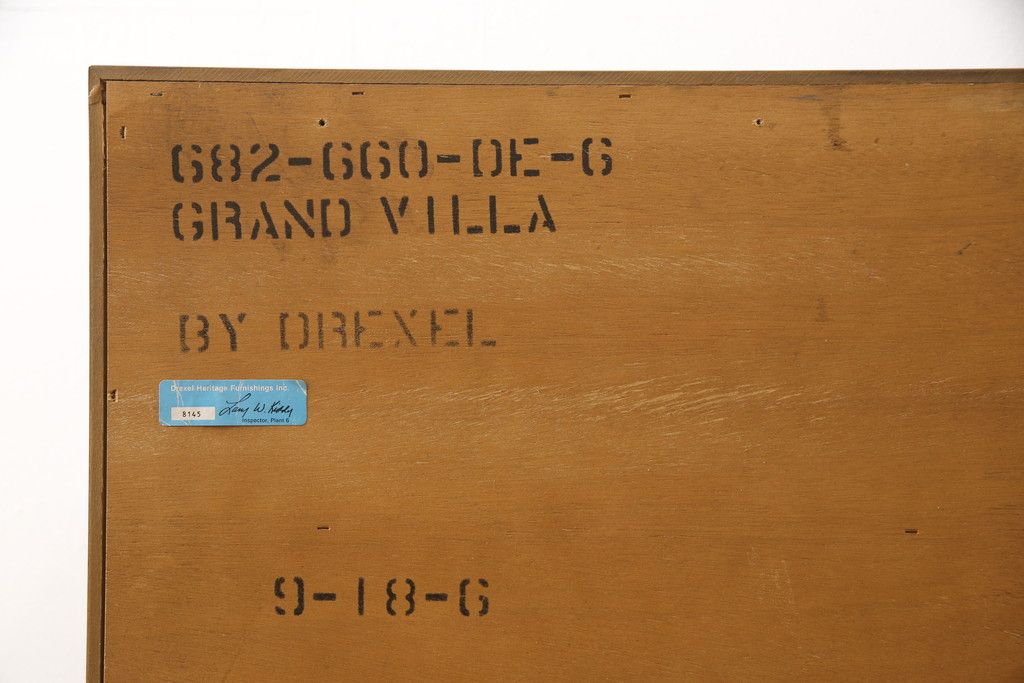 682-660-DE-6
GRAND VILLA
BY DREXEL
Drexel Heritage Furnishings Inc.
8145 Larry W.
Inspector, Plant 6
9-18-6